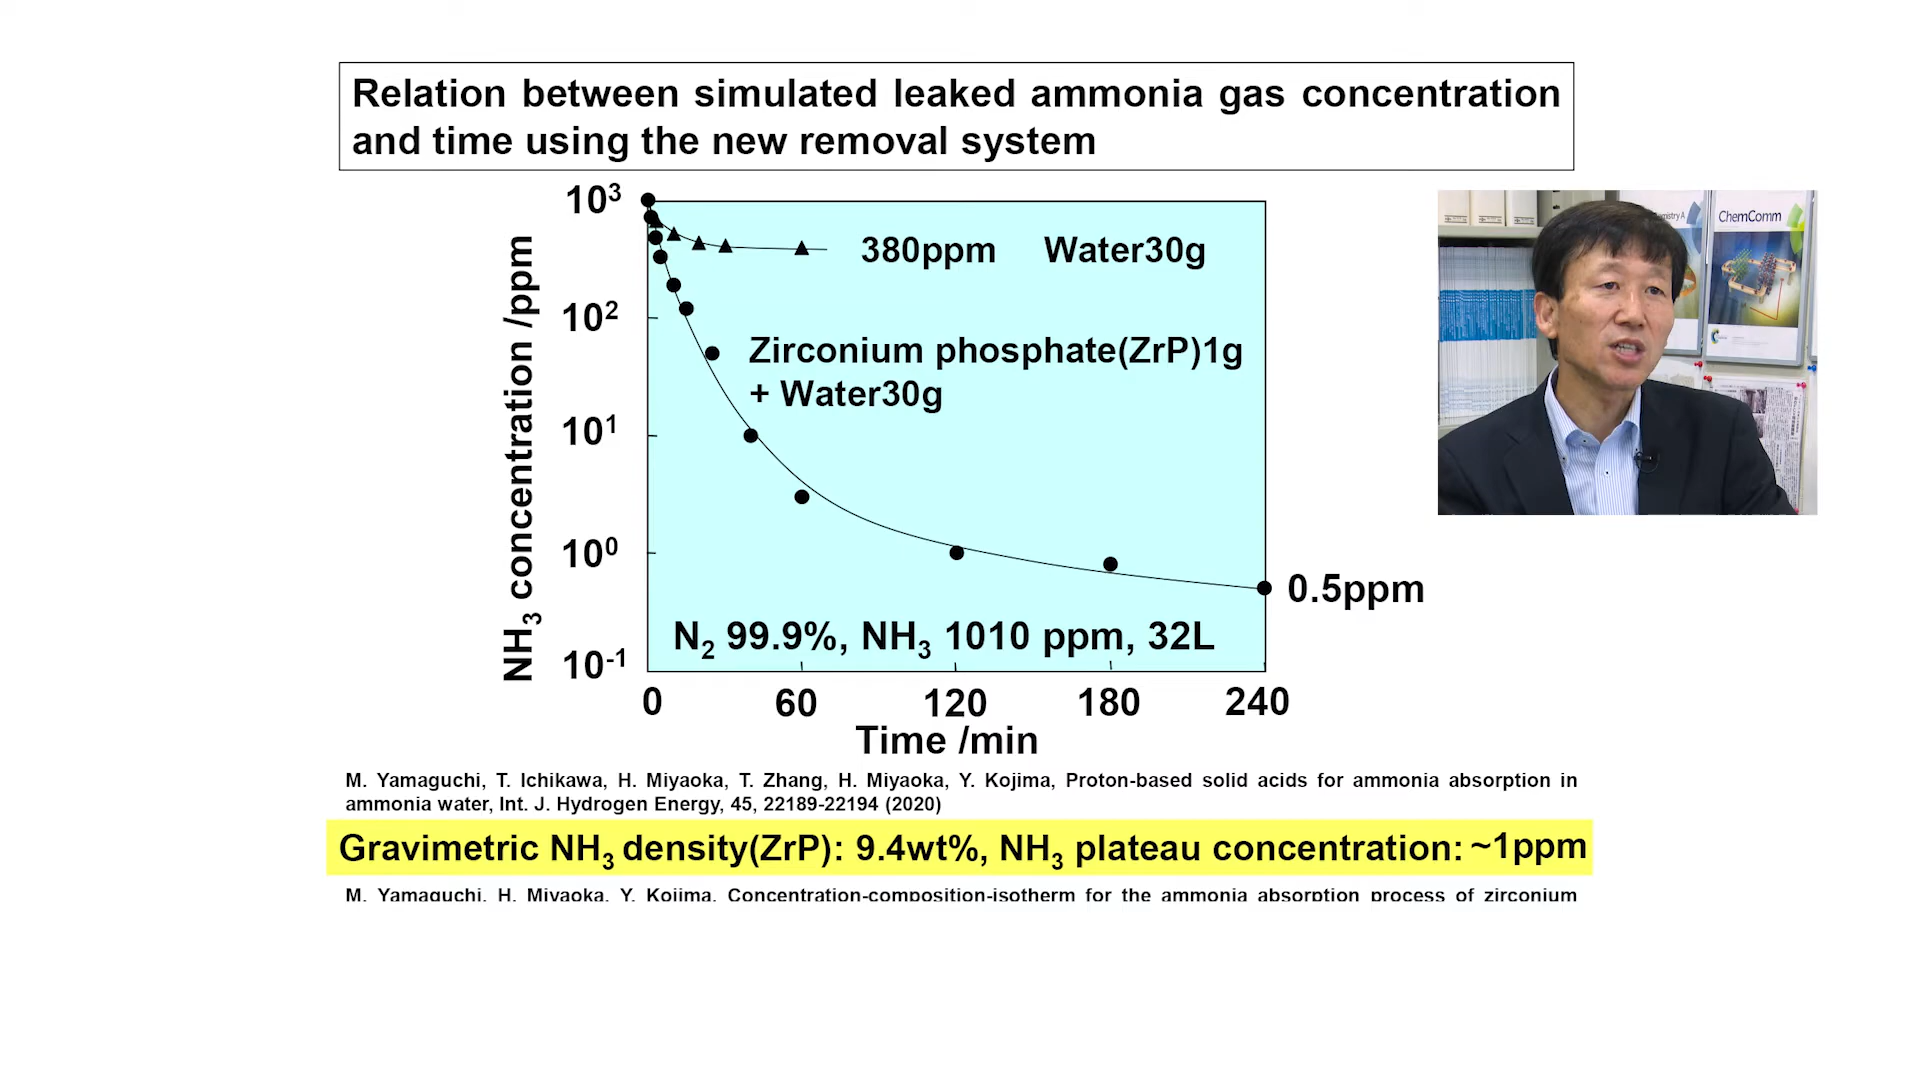 Relation between simulated leaked ammonia gas concentration
and time using the new removal system
10³
10²
10¹
10⁰
10⁻¹
NH₃ concentration /ppm
380ppm Water30g
Zirconium phosphate(ZrP)1g
+ Water30g
0.5ppm
N₂ 99.9%, NH₃ 1010 ppm, 32L
0 60 120 180 240
Time /min
ChemComm
M. Yamaguchi, T. Ichikawa, H. Miyaoka, T. Zhang, H. Miyaoka, Y. Kojima, Proton-based solid acids for ammonia absorption in
ammonia water, Int. J. Hydrogen Energy, 45, 22189-22194 (2020)
Gravimetric NH₃ density(ZrP): 9.4wt%, NH₃ plateau concentration: ~1ppm
M. Yamaguchi, H. Miyaoka, Y. Kojima, Concentration-composition-isotherm for the ammonia absorption process of zirconium